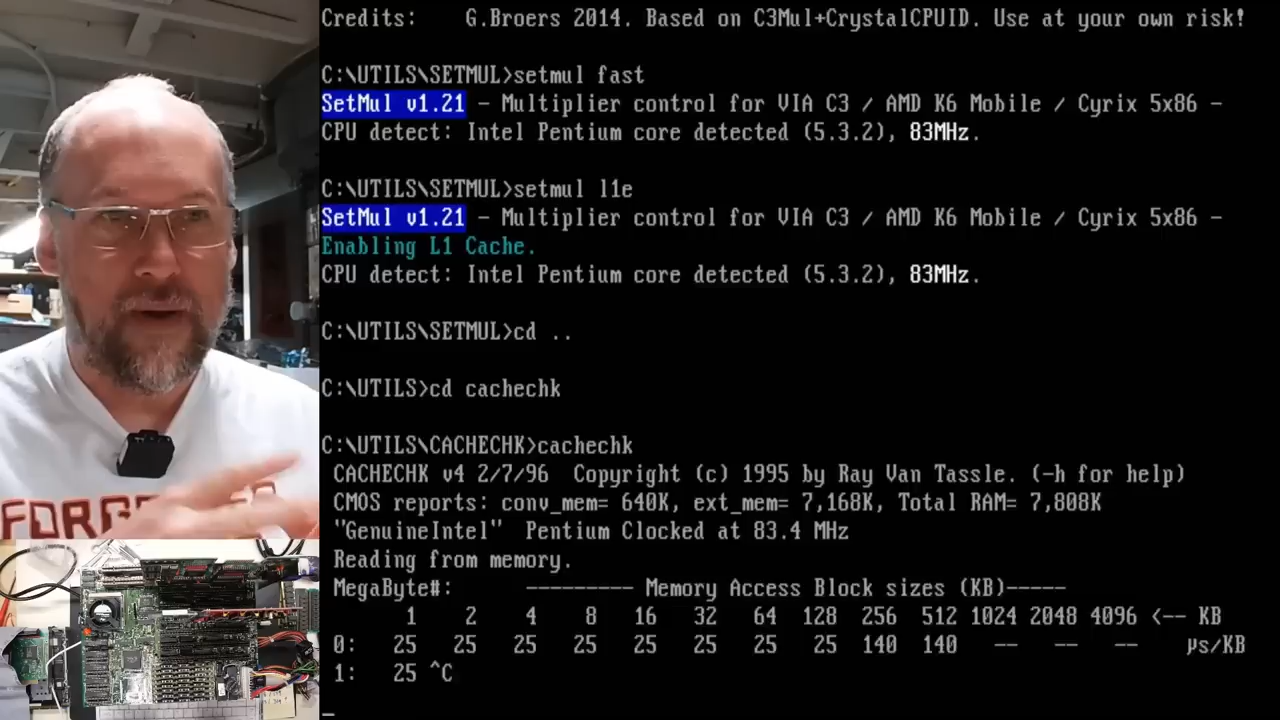 Credits:    G.Broers 2014. Based on C3Mul+CrystalCPUID. Use at your own risk!
C:\UTILS\SETMUL>setmul fast
SetMul v1.21 - Multiplier control for VIA C3 / AMD K6 Mobile / Cyrix 5x86 -
CPU detect: Intel Pentium core detected (5.3.2), 83MHz.
C:\UTILS\SETMUL>setmul l1e
SetMul v1.21 - Multiplier control for VIA C3 / AMD K6 Mobile / Cyrix 5x86 -
Enabling L1 Cache.
CPU detect: Intel Pentium core detected (5.3.2), 83MHz.
C:\UTILS\SETMUL>cd ..
C:\UTILS>cd cachechk
C:\UTILS\CACHECHK>cachechk
CACHECHK v4 2/7/96  Copyright (c) 1995 by Ray Van Tassle. (-h for help)
CMOS reports: conv_mem= 640K, ext_mem= 7,168K, Total RAM= 7,808K
"GenuineIntel"  Pentium Clocked at 83.4 MHz
Reading from memory.
MegaByte#:      --------- Memory Access Block sizes (KB)-----
1    2    4    8    16   32   64   128  256  512 1024 2048 4096 <-- KB
0:   25   25   25   25   25   25   25   25  140  140   --   --   --     µs/KB
1:   25 ^C
_